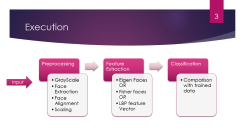 3
Execution
Input
Preprocessing
• GrayScale
• Face
Extraction
• Face
Alignment
• Scaling
Feature
Extraction
• Eigen Faces
OR
• Fisher faces
OR
• LBP feature
Vector
Classification
• Comparison
with trained
data